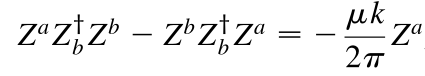 Z^a Z_b^† Z^b − Z^b Z_b^† Z^a = − \frac{μk}{2π} Z^a.